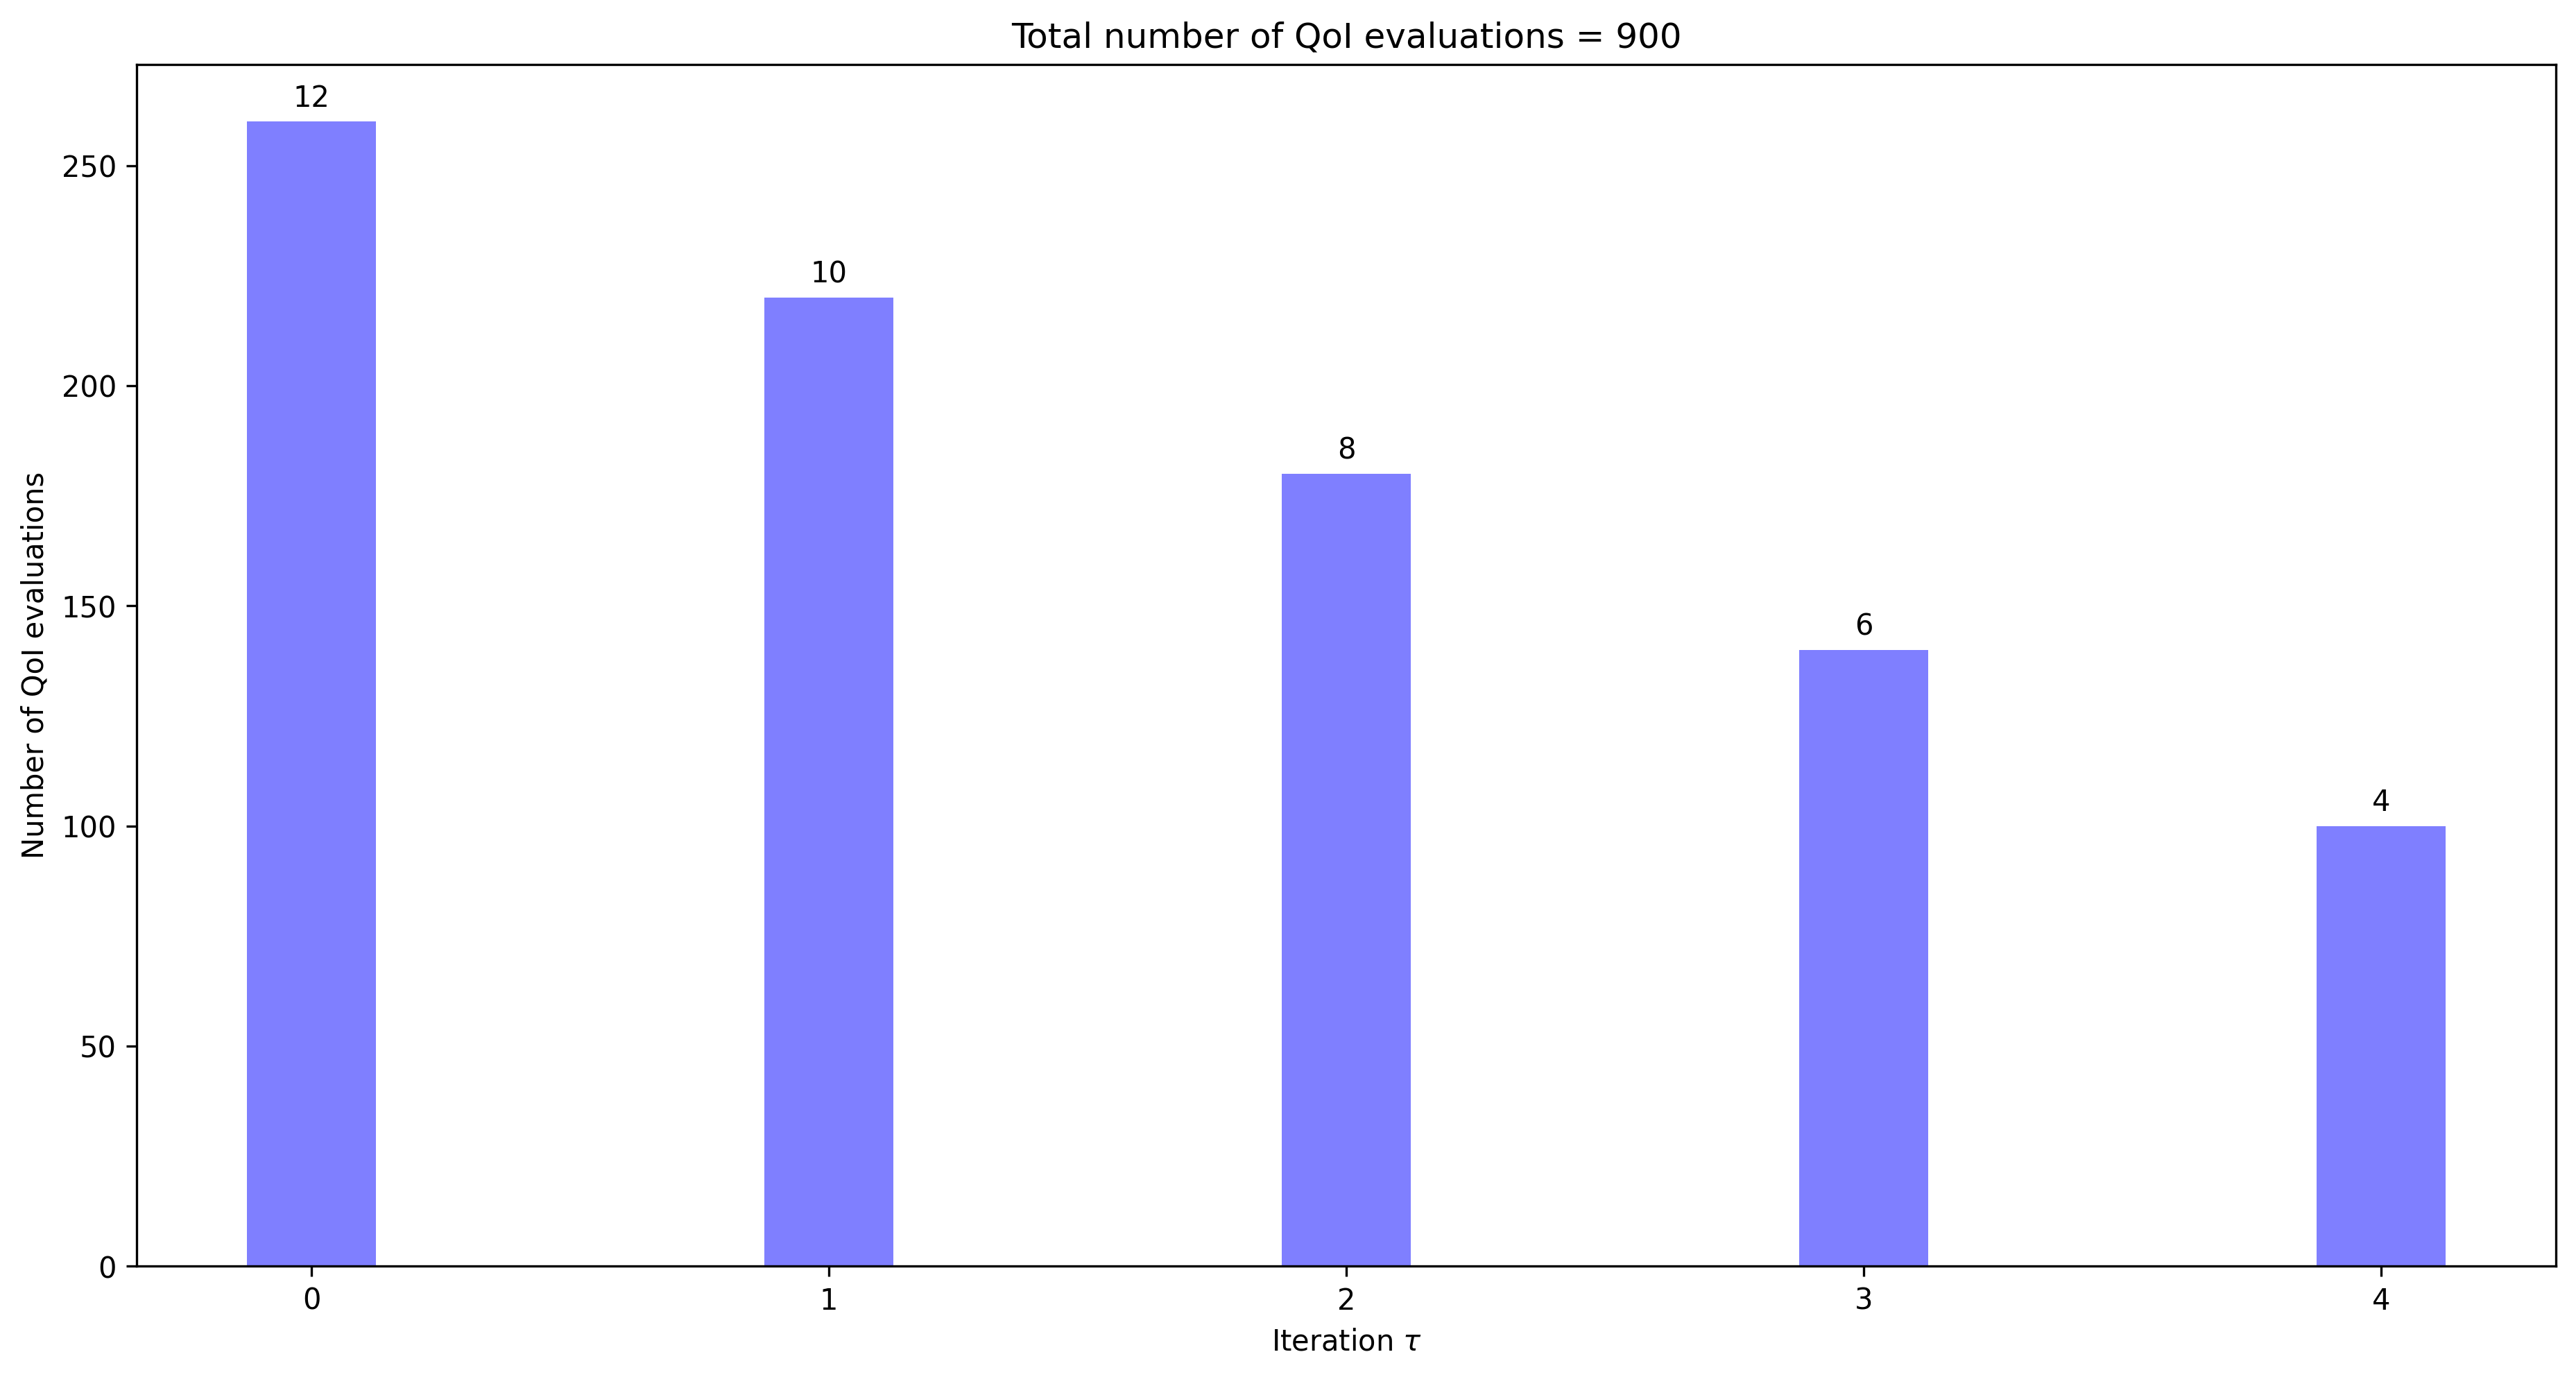 Total number of QoI evaluations = 900
12
250
10
200
8
Number of QoI evaluations
150
6
4
100
50
0
0 1 2 3 4
Iteration τ